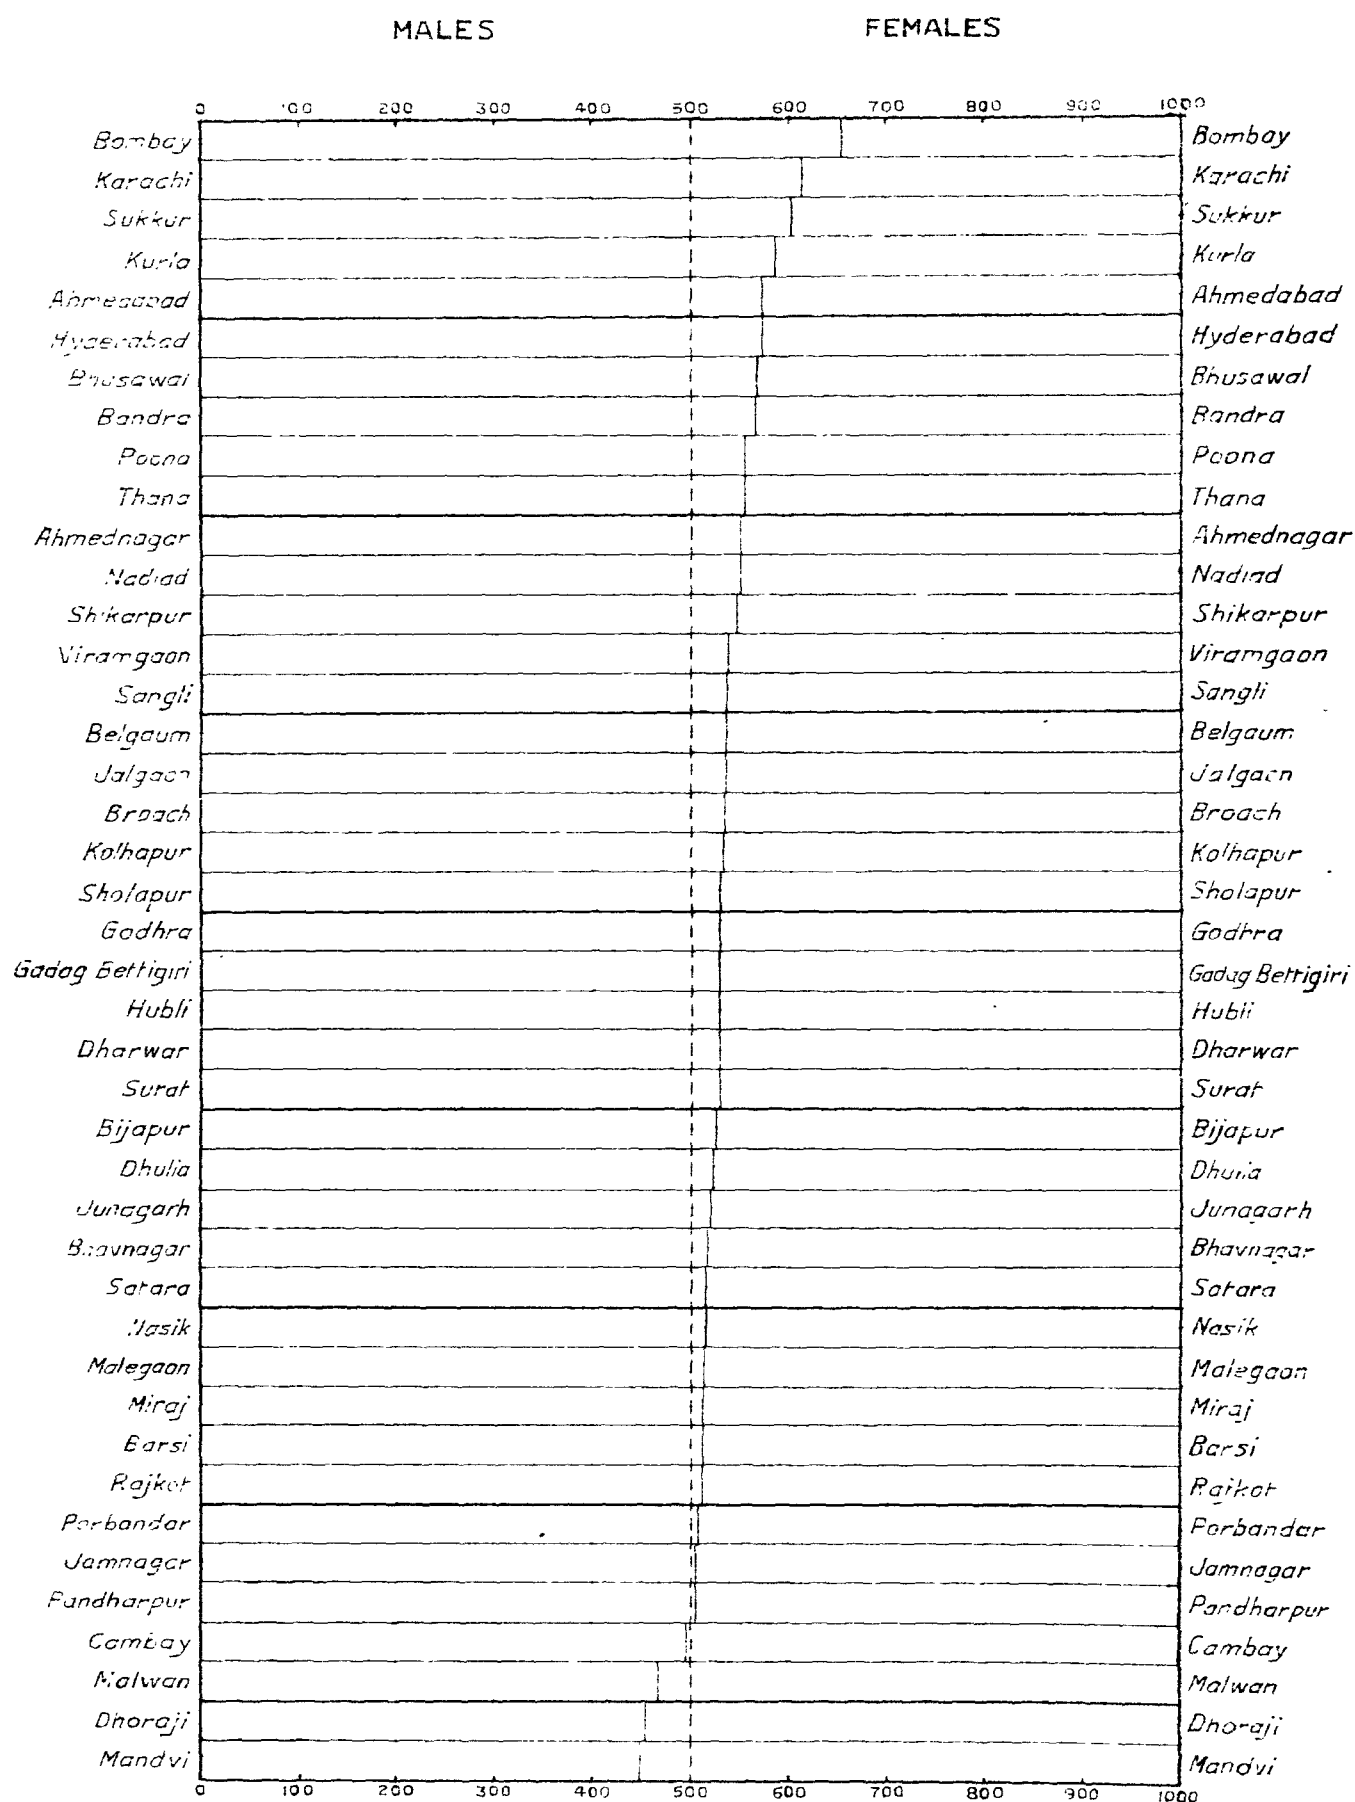 MALES FEMALES
0 100 200 300 400 500 600 700 800 900 1000
Bombay Bombay
Karachi Karachi
Sukkur Sukkur
Kurla Kurla
Ahmedabad Ahmedabad
Hyderabad Hyderabad
Bhusawal Bhusawal
Bandra Bandra
Poona Poona
Thana Thana
Ahmednagar Ahmednagar
Nadiad Nadiad
Shikarpur Shikarpur
Viramgaon Viramgaon
Sangli Sangli
Belgaum Belgaum
Jalgaon Jalgaon
Broach Broach
Kolhapur Kolhapur
Sholapur Sholapur
Godhra Godhra
Gadag Bettigiri Gadag Bettigiri
Hubli Hubli
Dharwar Dharwar
Surat Surat
Bijapur Bijapur
Dhulia Dhulia
Junagarh Junagarh
Bhavnagar Bhavnagar
Satara Satara
Nasik Nasik
Malegaon Malegaon
Miraj Miraj
Barsi Barsi
Rajkot Rajkot
Porbandar Porbandar
Jamnagar Jamnagar
Pandharpur Pandharpur
Cambay Cambay
Malwan Malwan
Dhoraji Dhoraji
Mandvi Mandvi
0 100 200 300 400 500 600 700 800 900 1000